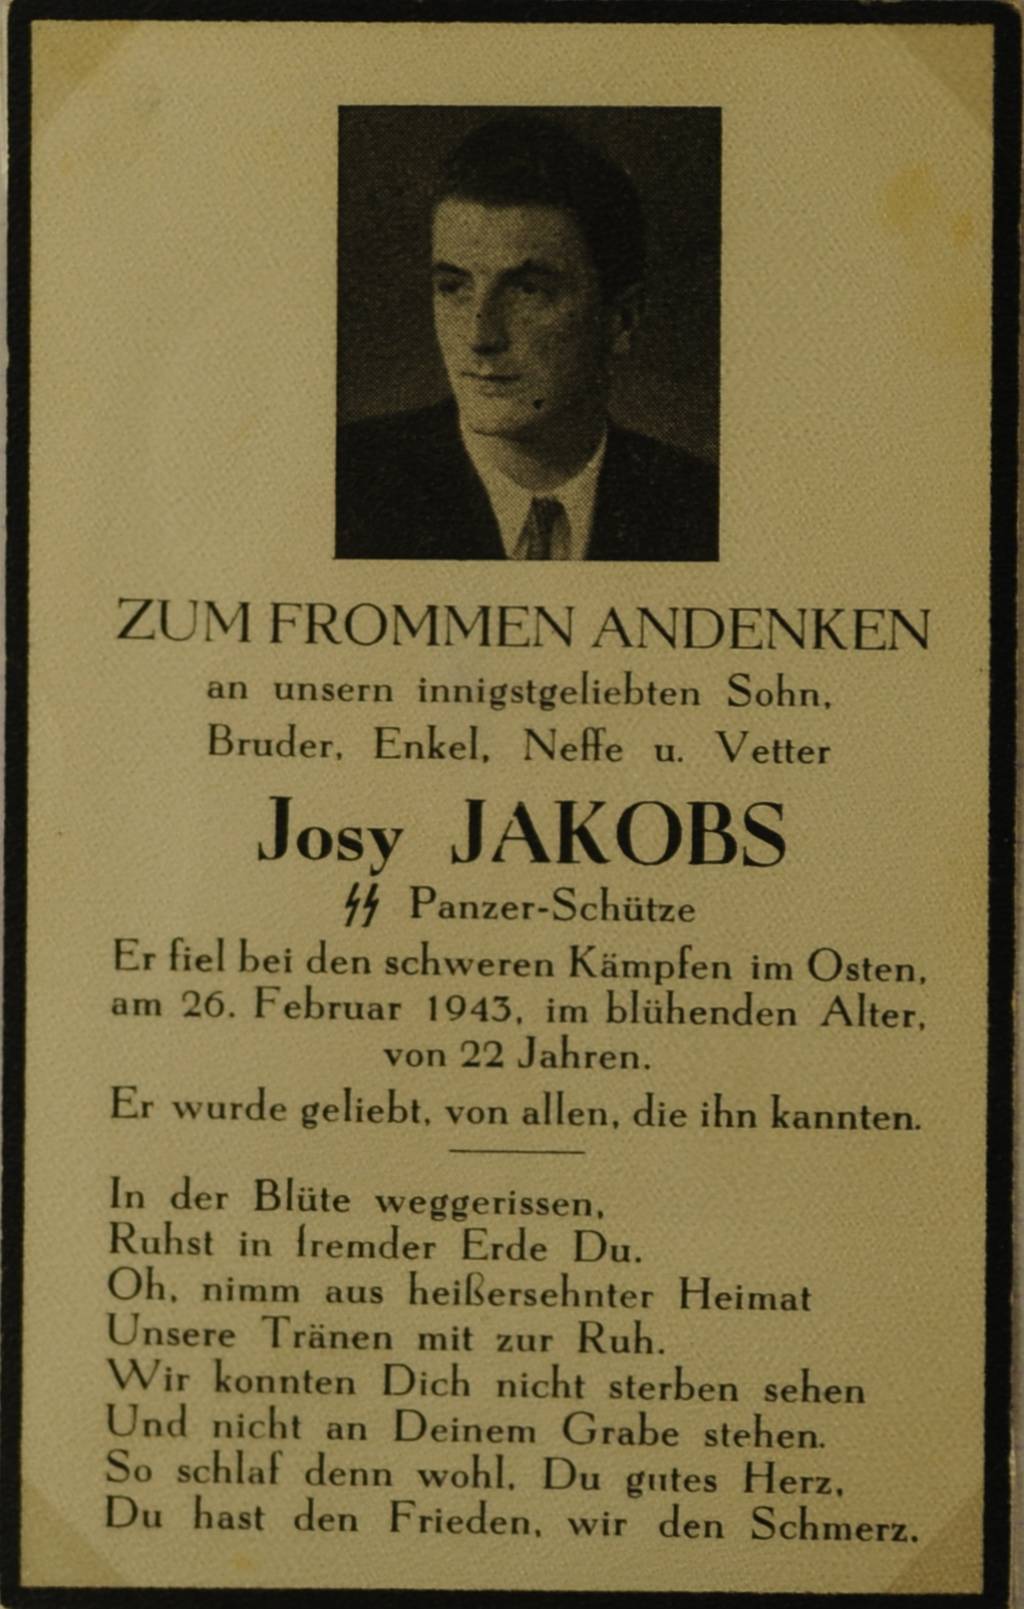 ZUM FROMMEN ANDENKEN
an unsern innigstgeliebten Sohn,
Bruder, Enkel, Neffe u. Vetter
Josy JAKOBS
ᛋᛋ Panzer-Schütze
Er fiel bei den schweren Kämpfen im Osten,
am 26. Februar 1943, im blühenden Alter,
von 22 Jahren.
Er wurde geliebt, von allen, die ihn kannten.
In der Blüte weggerissen,
Ruhst in fremder Erde Du.
Oh, nimm aus heißersehnter Heimat
Unsere Tränen mit zur Ruh.
Wir konnten Dich nicht sterben sehen
Und nicht an Deinem Grabe stehen.
So schlaf denn wohl, Du gutes Herz,
Du hast den Frieden, wir den Schmerz.